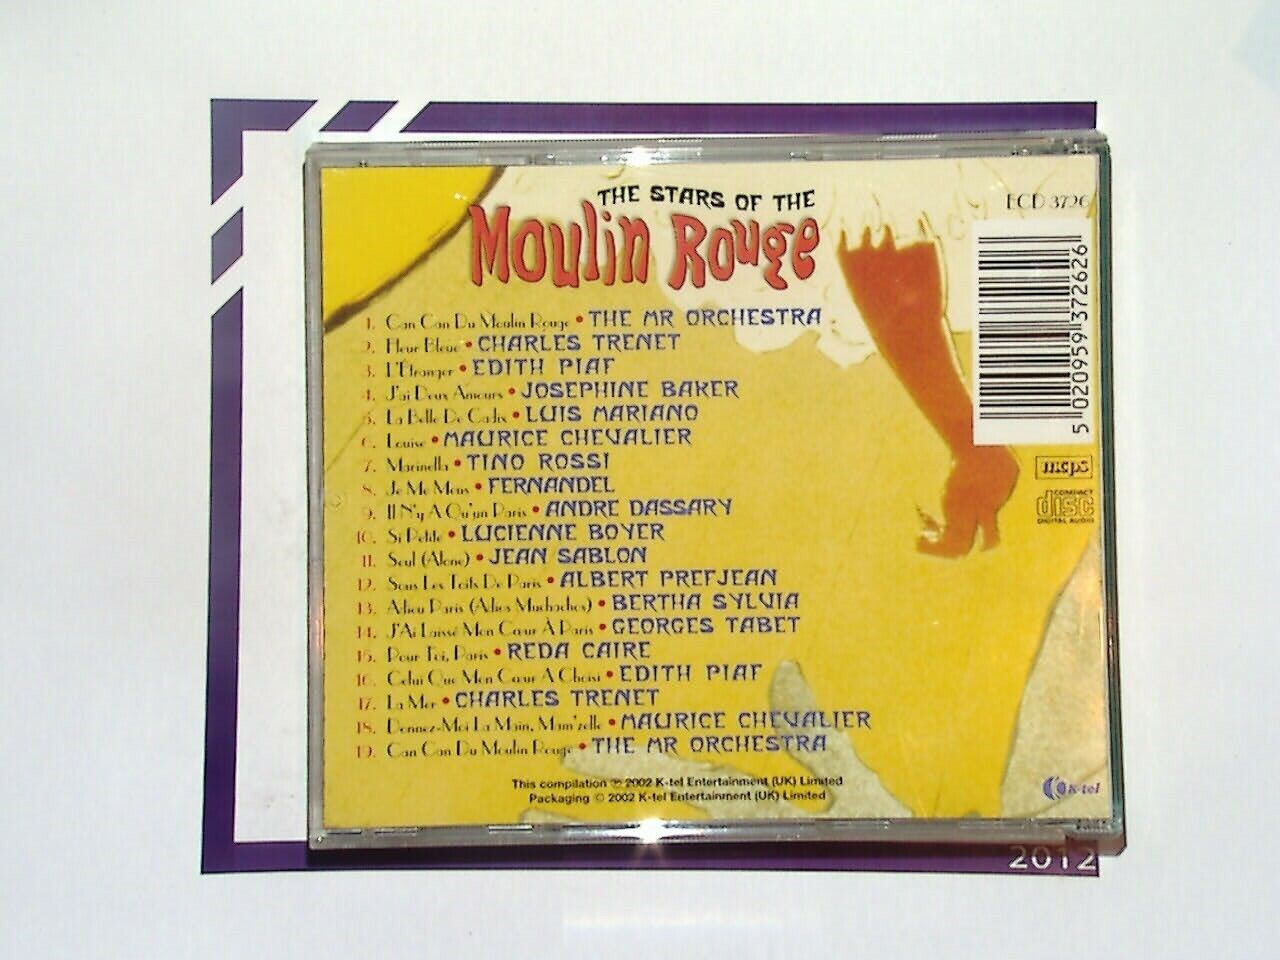 THE STARS OF THE
Moulin Rouge
ECD 3726
1. Can Can Du Moulin Rouge • THE MR ORCHESTRA
2. Fleur Bleue • CHARLES TRENET
3. L'Étranger • EDITH PIAF
4. J'ai Deux Amours • JOSEPHINE BAKER
5. La Belle De Cadix • LUIS MARIANO
6. Louise • MAURICE CHEVALIER
7. Marinella • TINO ROSSI
8. Je Me Mens • FERNANDEL
9. Il N'y A Qu'un Paris • ANDRE DASSARY
10. Si Petite • LUCIENNE BOYER
11. Seul (Alone) • JEAN SABLON
12. Sous Les Toits De Paris • ALBERT PREFJEAN
13. Adieu Paris (Adios Muchachos) • BERTHA SYLVIA
14. J'Ai Laissé Mon Cœur À Paris • GEORGES TABET
15. Pour Toi, Paris • REDA CAIRE
16. Celui Que Mon Cœur A Choisi • EDITH PIAF
17. La Mer • CHARLES TRENET
18. Donnez-Moi La Main, Mam'zelle • MAURICE CHEVALIER
19. Can Can Du Moulin Rouge • THE MR ORCHESTRA
This compilation ℗ 2002 K-tel Entertainment (UK) Limited
Packaging © 2002 K-tel Entertainment (UK) Limited
5 020959 372626
mcps
COMPACT
disc
DIGITAL AUDIO
K-tel
2012